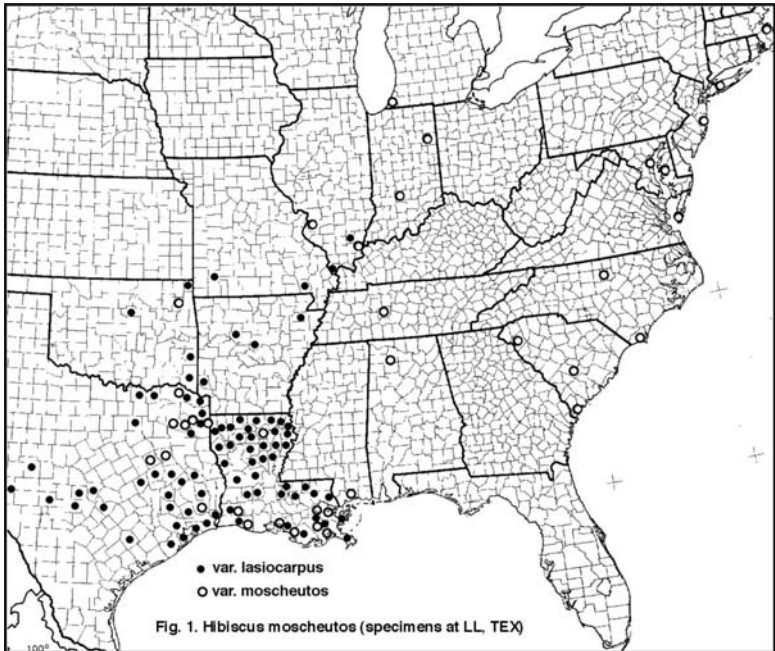 ● var. lasiocarpus
○ var. moscheutos
Fig. 1. Hibiscus moscheutos (specimens at LL, TEX)
100°